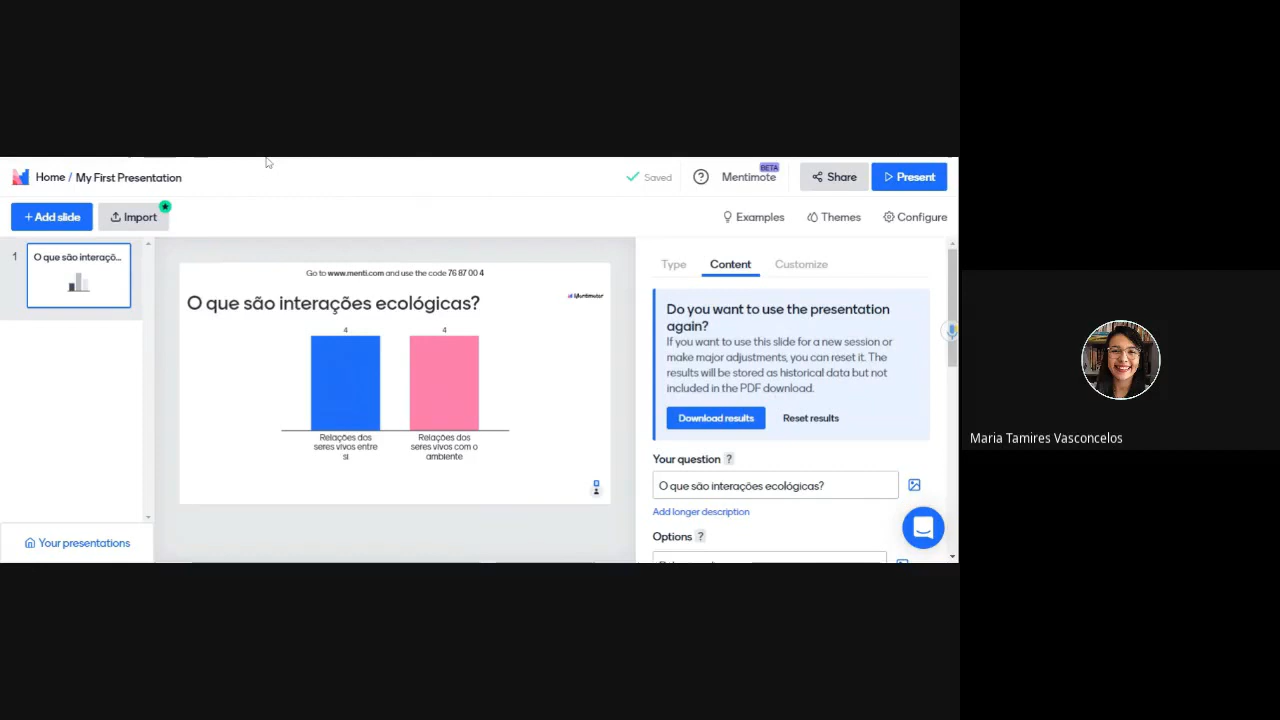 Home / My First Presentation
Saved
Mentimote
BETA
Share
Present
+ Add slide
Import
Examples
Themes
Configure
1
O que são interaçõ...
Go to www.menti.com and use the code 76 87 00 4
O que são interações ecológicas?
Mentimeter
4
4
Relações dos
seres vivos entre
si
Relações dos
seres vivos com o
ambiente
Your presentations
Type
Content
Customize
Do you want to use the presentation
again?
If you want to use this slide for a new session or
make major adjustments, you can reset it. The
results will be stored as historical data but not
included in the PDF download.
Download results
Reset results
Your question ?
O que são interações ecológicas?
Add longer description
Options ?
Maria Tamires Vasconcelos